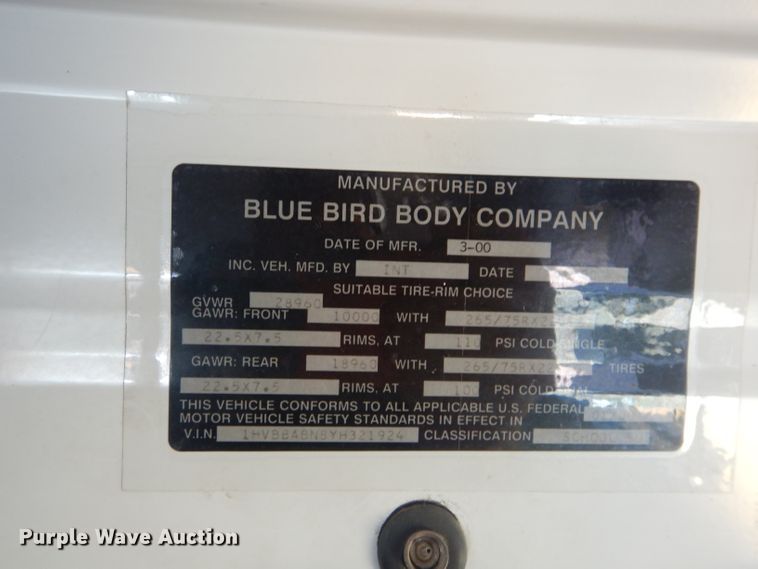 MANUFACTURED BY
BLUE BIRD BODY COMPANY
DATE OF MFR. 3-00
INC. VEH. MFD. BY INT DATE
SUITABLE TIRE-RIM CHOICE
GVWR 28960
GAWR: FRONT 10000 WITH
22.5X7.5 RIMS. AT 110 PSI COLD SINGLE
GAWR: REAR 18960 WITH TIRES
22.5X7.5 RIMS. AT 100 PSI COLD
THIS VEHICLE CONFORMS TO ALL APPLICABLE U.S. FEDERAL
MOTOR VEHICLE SAFETY STANDARDS IN EFFECT IN
V.I.N. 1HVBBABN8YH321924 CLASSIFICATION SCHOOL
Purple Wave Auction